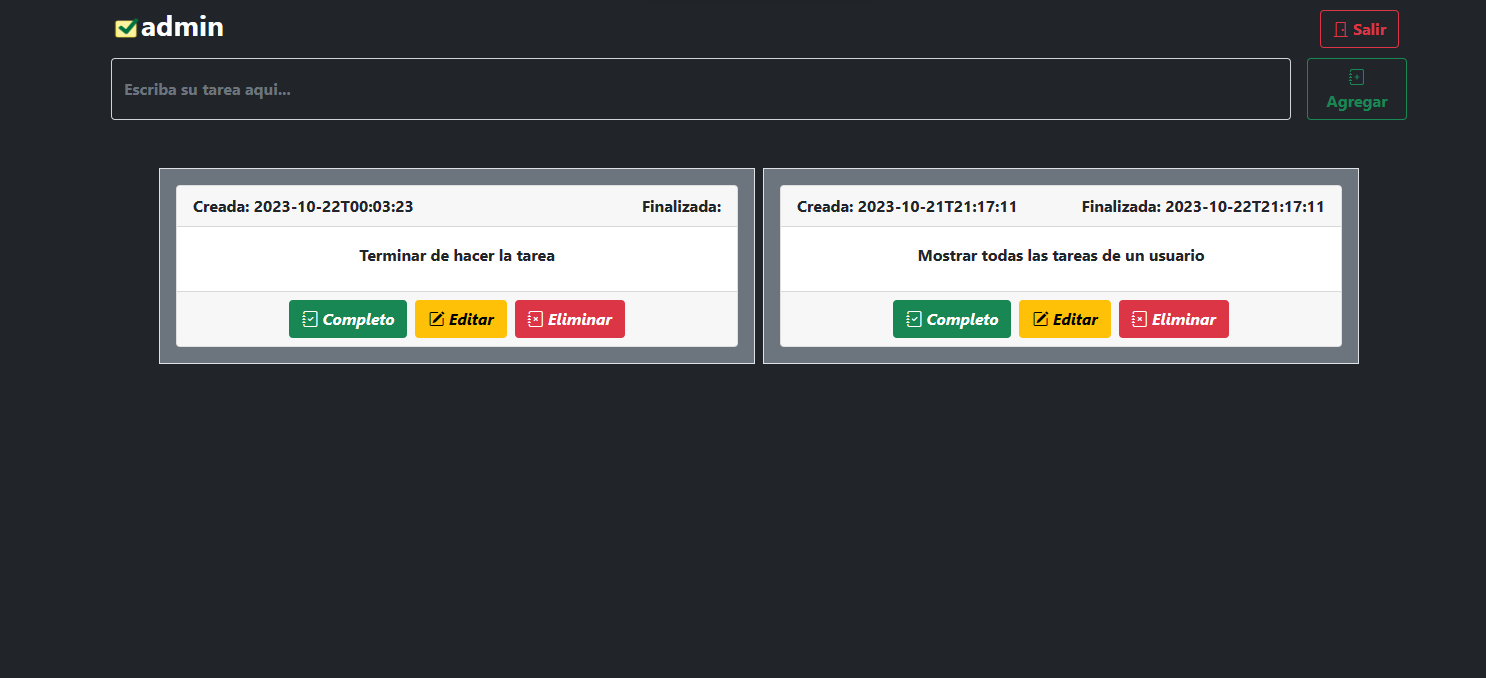 admin
Salir
Escriba su tarea aqui...
Agregar
Creada: 2023-10-22T00:03:23 Finalizada:
Terminar de hacer la tarea
Completo Editar Eliminar
Creada: 2023-10-21T21:17:11 Finalizada: 2023-10-22T21:17:11
Mostrar todas las tareas de un usuario
Completo Editar Eliminar